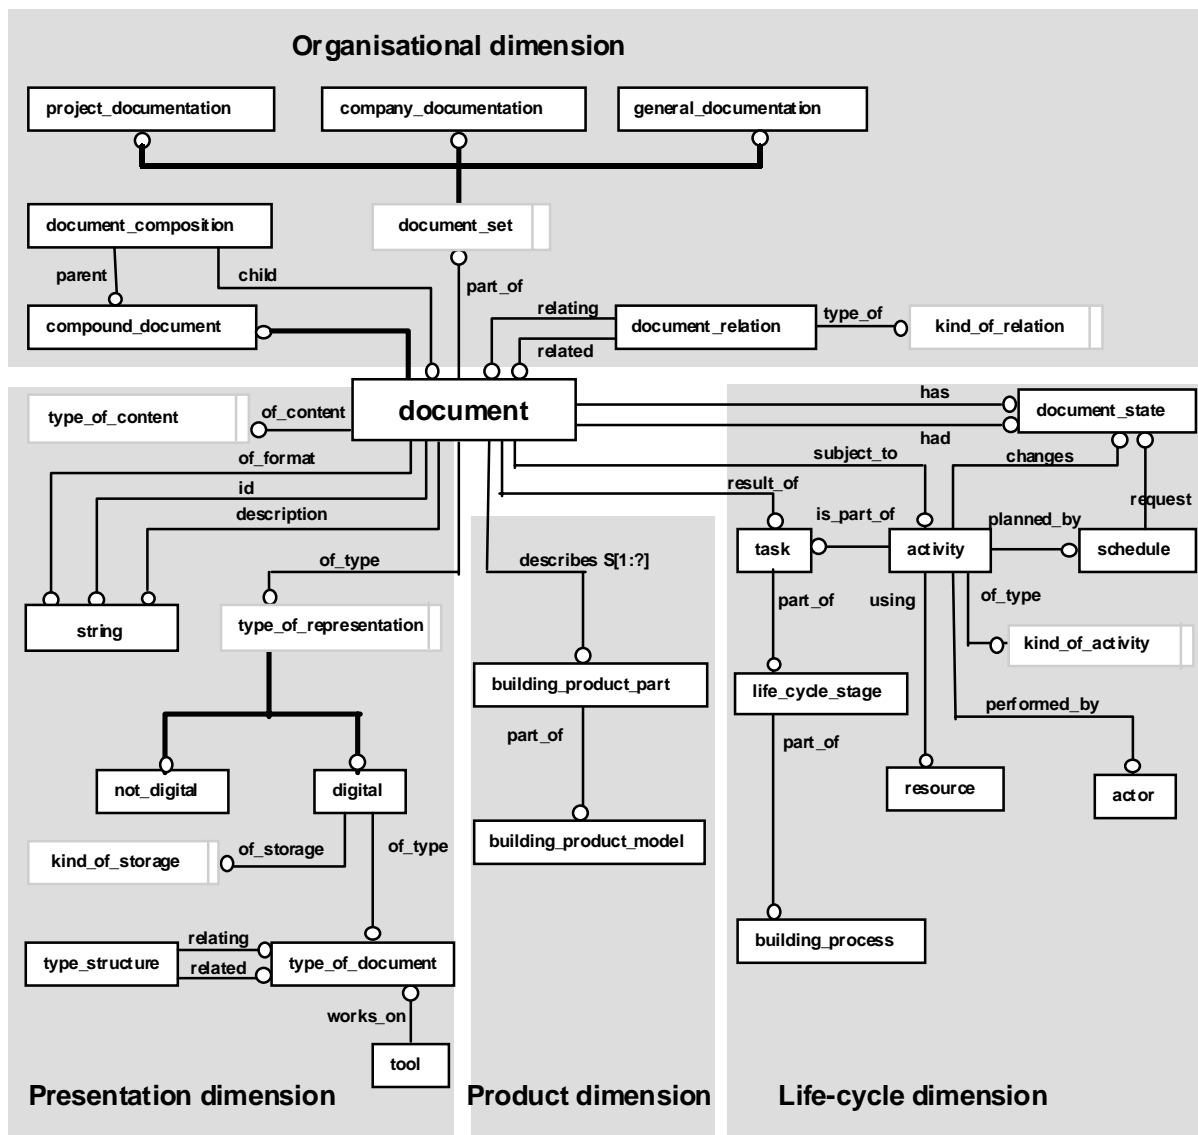 Organisational dimension
project_documentation
company_documentation
general_documentation
document_composition
document_set
parent
child
part_of
compound_document
relating
related
document_relation
type_of
kind_of_relation
document
type_of_content
of_content
of_format
id
description
string
of_type
type_of_representation
not_digital
digital
kind_of_storage
of_storage
of_type
type_structure
relating
related
type_of_document
works_on
tool
Presentation dimension
describes S[1:?]
building_product_part
part_of
building_product_model
Product dimension
has
had
document_state
subject_to
changes
result_of
request
is_part_of
planned_by
task
activity
schedule
part_of
using
of_type
kind_of_activity
life_cycle_stage
performed_by
part_of
resource
actor
building_process
Life-cycle dimension